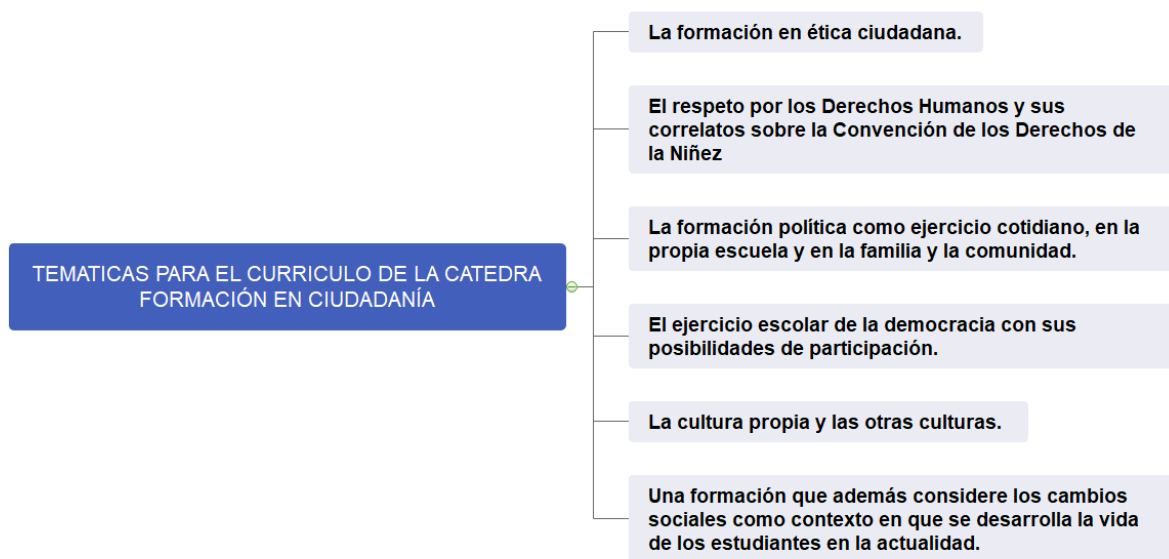 La formación en ética ciudadana.
El respeto por los Derechos Humanos y sus
correlatos sobre la Convención de los Derechos de
la Niñez
La formación política como ejercicio cotidiano, en la
propia escuela y en la familia y la comunidad.
TEMATICAS PARA EL CURRICULO DE LA CATEDRA
FORMACIÓN EN CIUDADANÍA
El ejercicio escolar de la democracia con sus
posibilidades de participación.
La cultura propia y las otras culturas.
Una formación que además considere los cambios
sociales como contexto en que se desarrolla la vida
de los estudiantes en la actualidad.